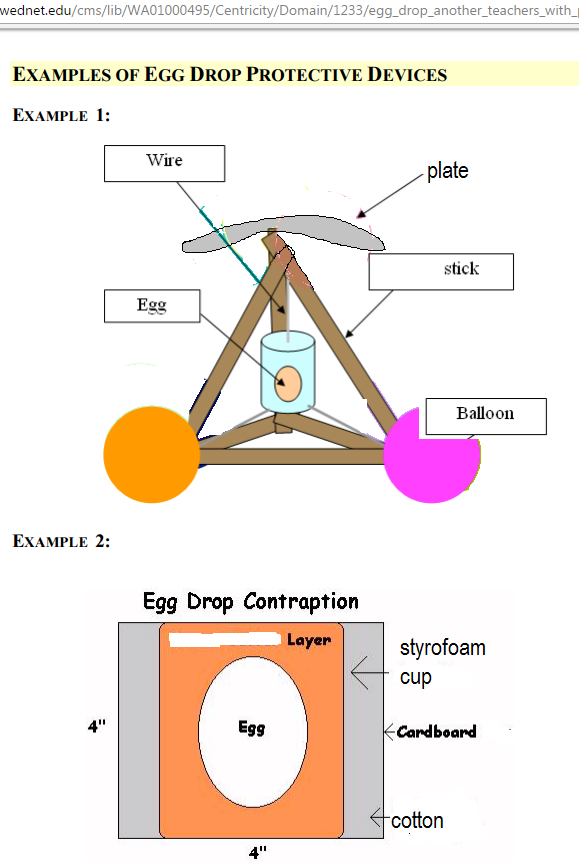 wednet.edu/cms/lib/WA01000495/Centricity/Domain/1233/egg_drop_another_teachers_with_
EXAMPLES OF EGG DROP PROTECTIVE DEVICES
EXAMPLE 1:
Wire
plate
stick
Egg
Balloon
EXAMPLE 2:
Egg Drop Contraption
Layer
styrofoam
cup
4"
Egg
Cardboard
cotton
4"